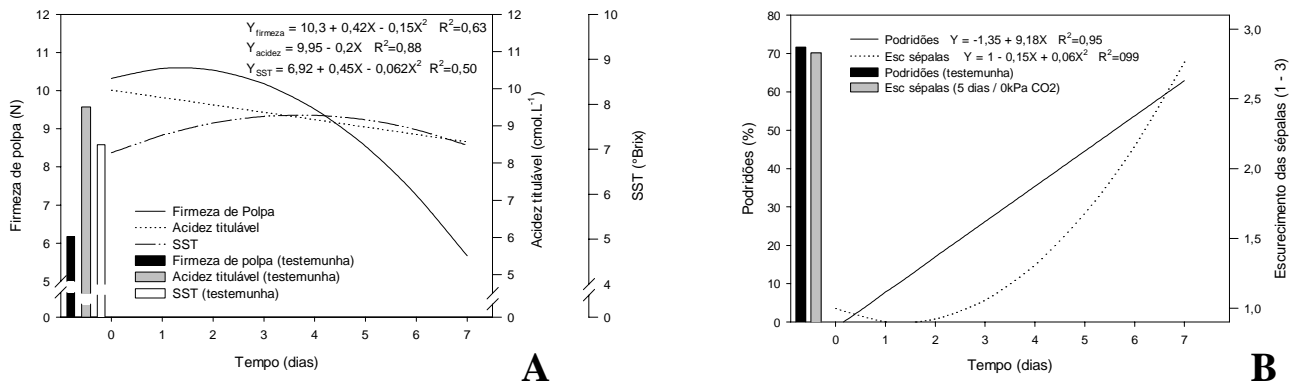 Y firmeza = 10,3 + 0,42X - 0,15X² R²=0,63
Y acidez = 9,95 - 0,2X R²=0,88
Y SST = 6,92 + 0,45X - 0,062X² R²=0,50
Firmeza de polpa (N)
12
11
10
9
8
7
6
5
0
Firmeza de Polpa
Acidez titulável
SST
Firmeza de polpa (testemunha)
Acidez titulável (testemunha)
SST (testemunha)
0 1 2 3 4 5 6 7
Tempo (dias)
12
11
10
9
8
7
6
5
0
Acidez titulável (cmol.L⁻¹)
10
9
8
7
6
5
4
0
SST (°Brix)
A
Podridões (%)
80
70
60
50
40
30
20
10
0
Podridões Y = -1,35 + 9,18X R²=0,95
Esc sépalas Y = 1 - 0,15X + 0,06X² R²=099
Podridões (testemunha)
Esc sépalas (5 dias / 0kPa CO2)
0 1 2 3 4 5 6 7
Tempo (dias)
3,0
2,5
2,0
1,5
1,0
Escurecimento das sépalas (1 - 3)
B